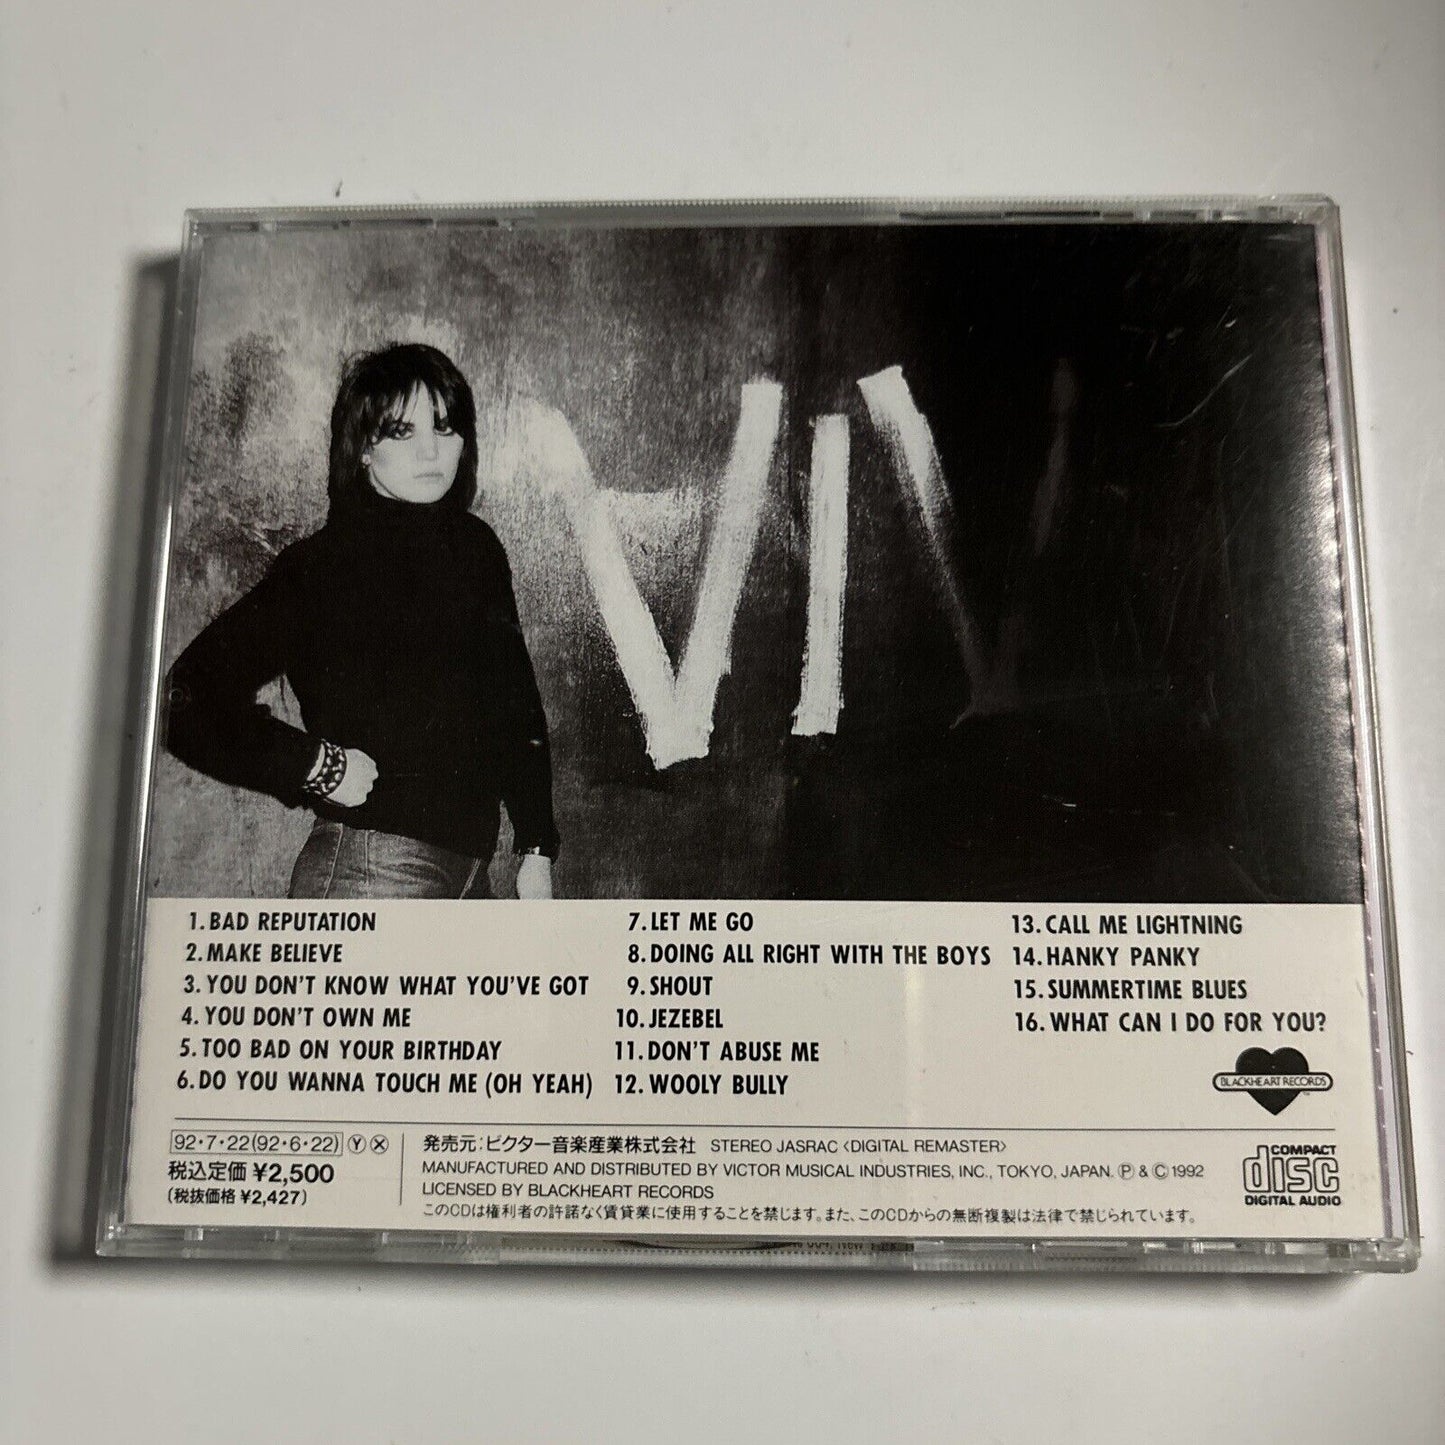 1. BAD REPUTATION
2. MAKE BELIEVE
3. YOU DON'T KNOW WHAT YOU'VE GOT
4. YOU DON'T OWN ME
5. TOO BAD ON YOUR BIRTHDAY
6. DO YOU WANNA TOUCH ME (OH YEAH)
7. LET ME GO
8. DOING ALL RIGHT WITH THE BOYS
9. SHOUT
10. JEZEBEL
11. DON'T ABUSE ME
12. WOOLY BULLY
13. CALL ME LIGHTNING
14. HANKY PANKY
15. SUMMERTIME BLUES
16. WHAT CAN I DO FOR YOU?
BLACKHEART RECORDS
TM
92・7・22(92・6・22) Ⓨ Ⓧ
税込定価 ¥2,500
(税抜価格 ¥2,427)
発売元:ビクター音楽産業株式会社 STEREO JASRAC <DIGITAL REMASTER>
MANUFACTURED AND DISTRIBUTED BY VICTOR MUSICAL INDUSTRIES, INC., TOKYO, JAPAN. Ⓟ & Ⓒ 1992
LICENSED BY BLACKHEART RECORDS
このCDは権利者の許諾なく賃貸業に使用することを禁じます。また、このCDからの無断複製は法律で禁じられています。
COMPACT
disc
DIGITAL AUDIO